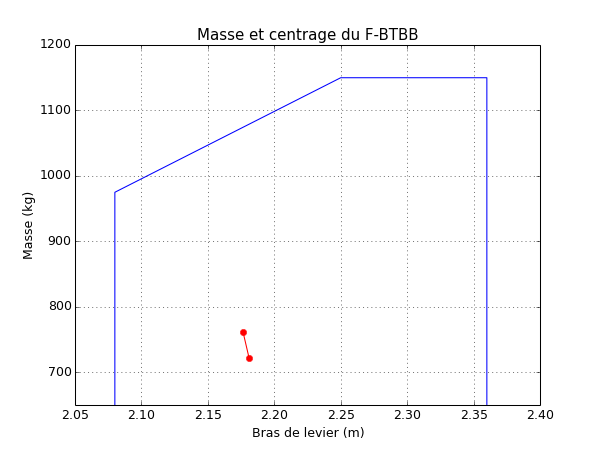 Masse et centrage du F-BTBB
1200
1100
1000
900
800
700
Masse (kg)
2.05 2.10 2.15 2.20 2.25 2.30 2.35 2.40
Bras de levier (m)